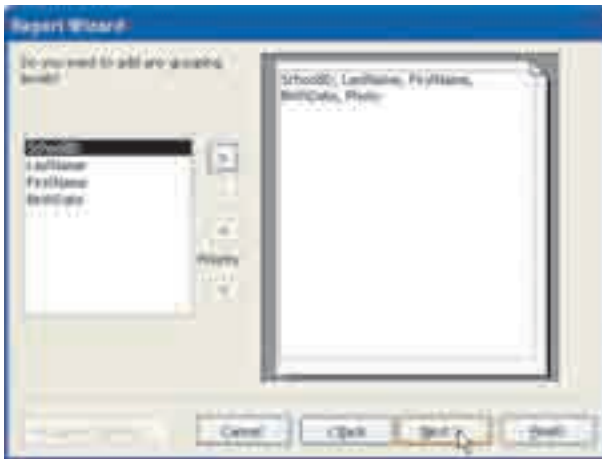 Report Wizard
Do you want to add any grouping
levels?
SchoolID
LastName
FirstName
BirthDate
>
Priority
SchoolID, LastName, FirstName,
BirthDate, Photo
Cancel
< Back
Next >
Finish